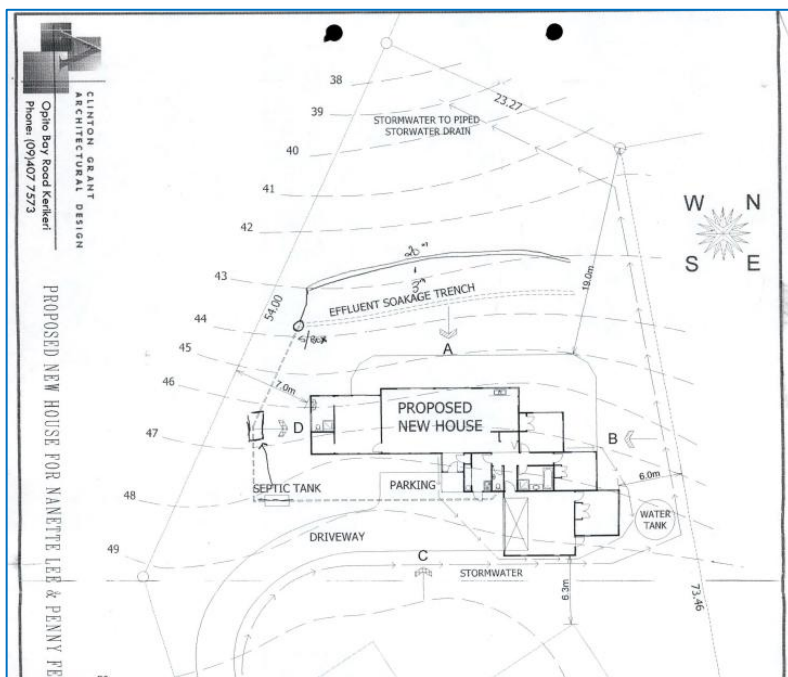 CLINTON GRANT
ARCHITECTURAL DESIGN
Opito Bay Road Kerikeri
Phone: (09)407 7573
PROPOSED NEW HOUSE FOR NANETTE LEE & PENNY FE
38
39
40
41
42
43
44
45
46
47
48
49
23.27
STORMWATER TO PIPED
STORWATER DRAIN
W N
S E
20 m
3m
EFFLUENT SOAKAGE TRENCH
54.00
19.0m
S/BOX
A
7.0m
PROPOSED
NEW HOUSE
D
B
6.0m
SEPTIC TANK
PARKING
WATER
TANK
DRIVEWAY
C
STORMWATER
6.3m
73.46